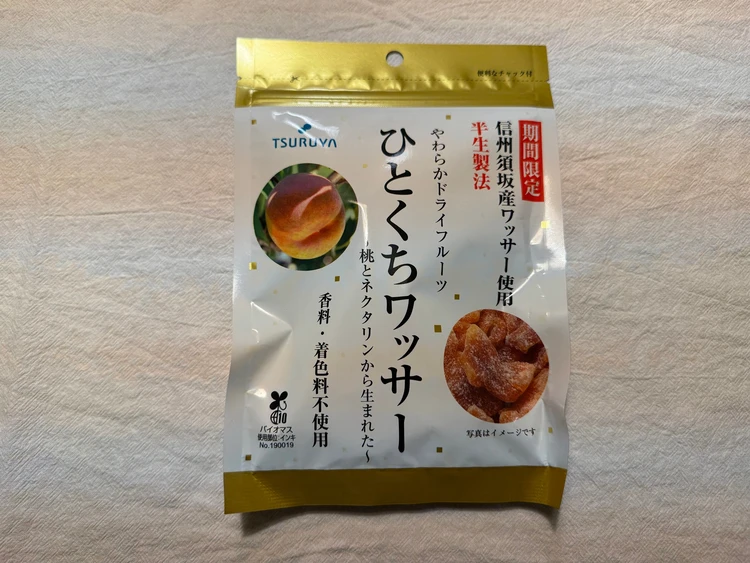 便利なチャック付
TSURUYA
期間限定
信州須坂産ワッサー使用
半生製法
やわらかドライフルーツ
ひとくちワッサー
~桃とネクタリンから生まれた~
香料・着色料不使用
Bio
バイオマス
使用部位:インキ
No.190019
写真はイメージです